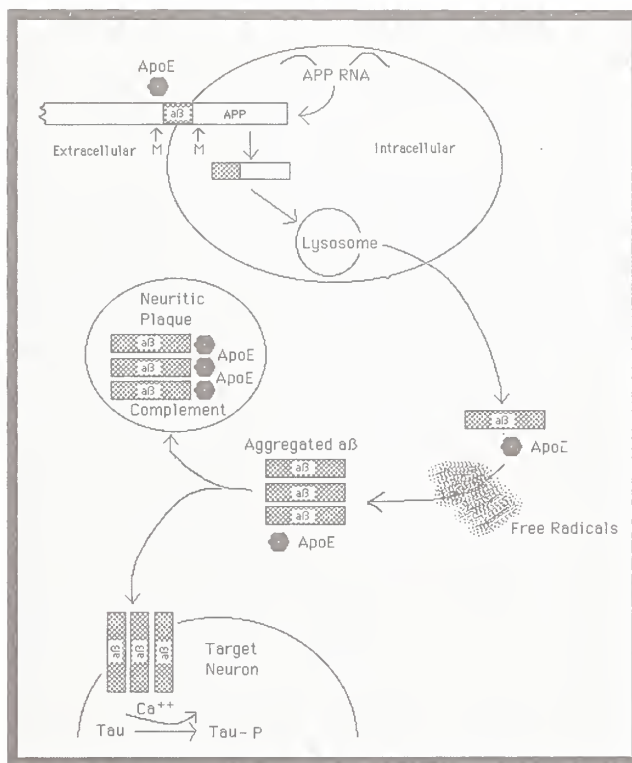 ApoE
APP RNA
aß
APP
Extracellular
M
M
Intracellular
Lysosome
Neuritic
Plaque
aß
ApoE
aß
ApoE
aß
Complement
aß
ApoE
Aggregated aß
aß
aß
aß
ApoE
Free Radicals
aß
aß
aß
Target
Neuron
Ca++
Tau
Tau-P